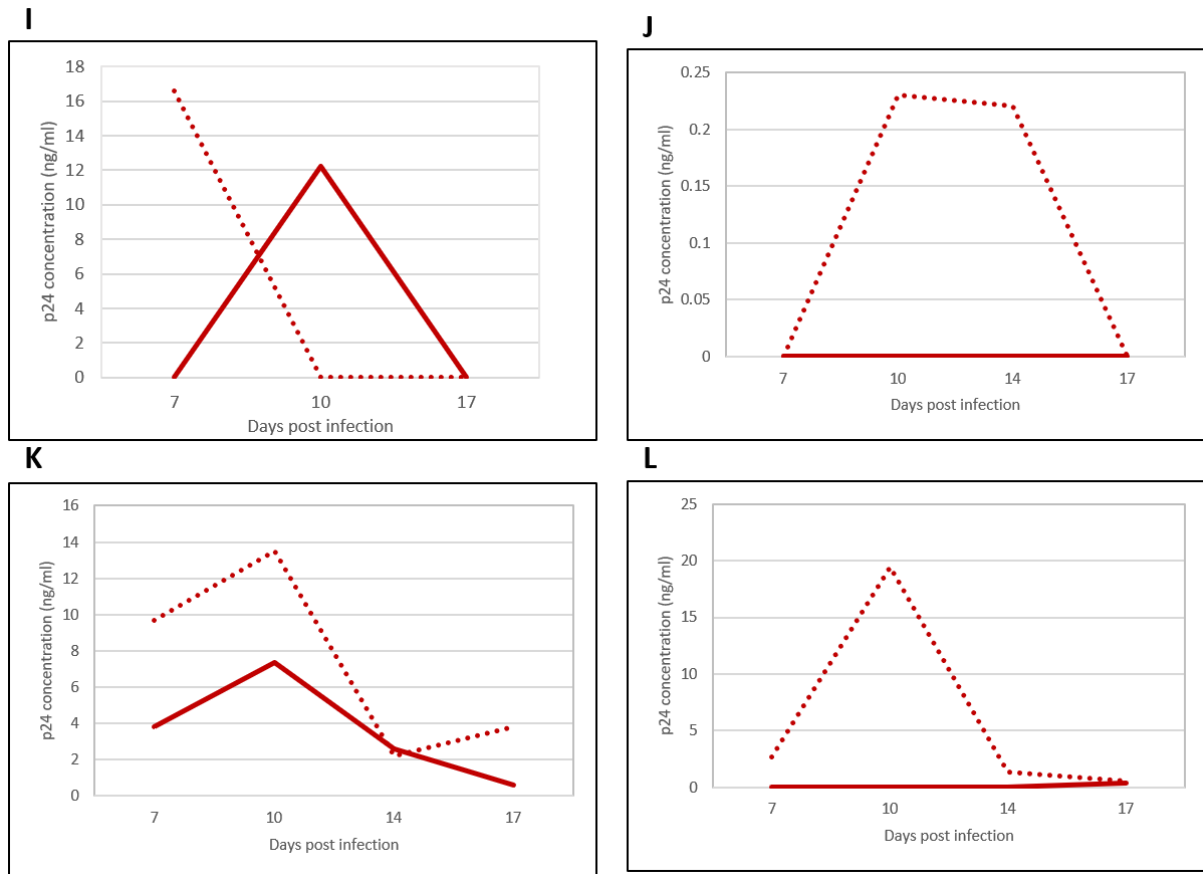 I
p24 concentration (ng/ml)
18
16
14
12
10
8
6
4
2
0
7 10 17
Days post infection
J
p24 concentration (ng/ml)
0.25
0.2
0.15
0.1
0.05
0
7 10 14 17
Days post infection
K
p24 concentration (ng/ml)
16
14
12
10
8
6
4
2
0
7 10 14 17
Days post infection
L
p24 concentration (ng/ml)
25
20
15
10
5
0
7 10 14 17
Days post infection